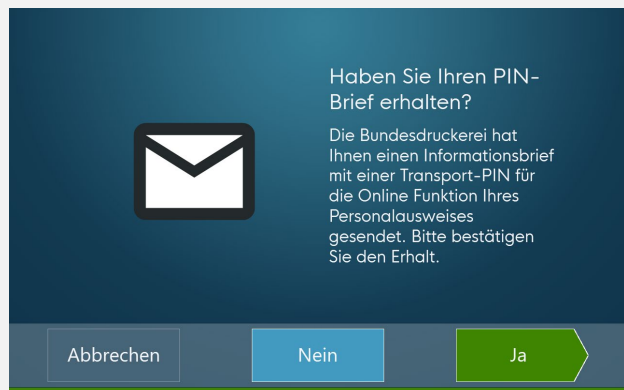 Haben Sie Ihren PIN-
Brief erhalten?
Die Bundesdruckerei hat
Ihnen einen Informationsbrief
mit einer Transport-PIN für
die Online Funktion Ihres
Personalausweises
gesendet. Bitte bestätigen
Sie den Erhalt.
Abbrechen
Nein
Ja